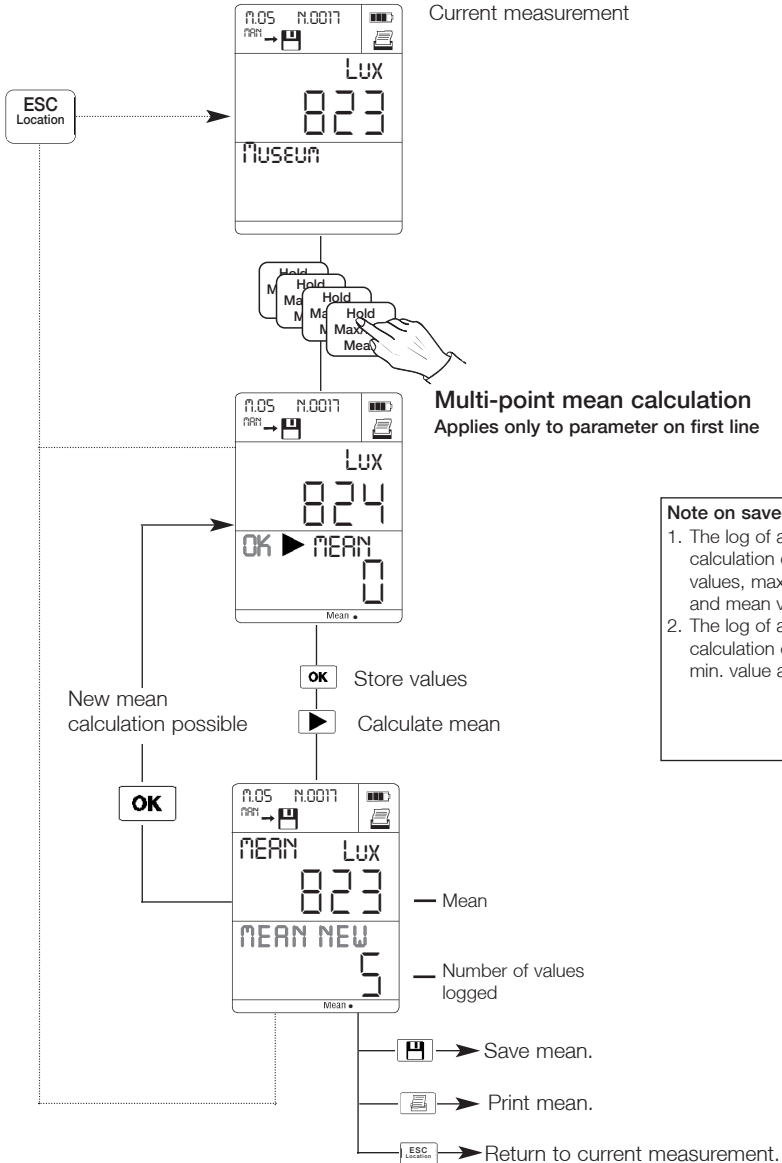 M.05 N.0017
MAN
Current measurement
Lux
823
MUSEUM
ESC
Location
Hold
Hold
Hold
Hold
Multi-point mean calculation
Applies only to parameter on first line
M.05 N.0017
MAN
Lux
824
OK ▶ MEAN
0
Mean
OK Store values
▶ Calculate mean
New mean
calculation possible
OK
Note on save
1. The log of a
calculation
values, max
and mean v
2. The log of a
calculation
min. value a
M.05 N.0017
MAN
MEAN Lux
823
Mean
MEAN NEW
5
Number of values
logged
Mean
Save mean.
Print mean.
ESC
Location
Return to current measurement.